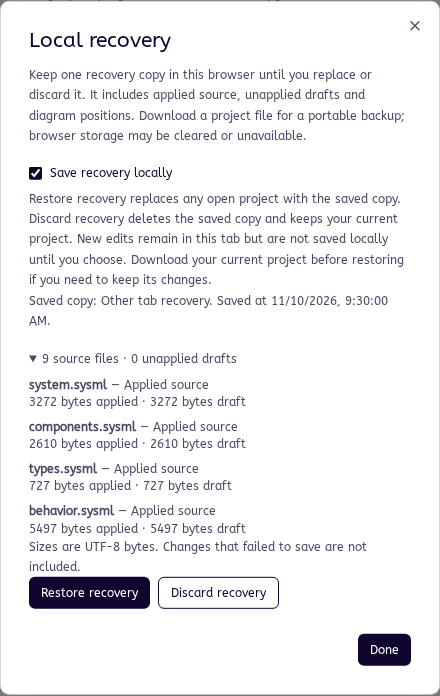 Local recovery
Keep one recovery copy in this browser until you replace or
discard it. It includes applied source, unapplied drafts and
diagram positions. Download a project file for a portable backup;
browser storage may be cleared or unavailable.
Save recovery locally
Restore recovery replaces any open project with the saved copy.
Discard recovery deletes the saved copy and keeps your current
project. New edits remain in this tab but are not saved locally
until you choose. Download your current project before restoring
if you need to keep its changes.
Saved copy: Other tab recovery. Saved at 11/10/2026, 9:30:00
AM.
▼ 9 source files · 0 unapplied drafts
system.sysml — Applied source
3272 bytes applied · 3272 bytes draft
components.sysml — Applied source
2610 bytes applied · 2610 bytes draft
types.sysml — Applied source
727 bytes applied · 727 bytes draft
behavior.sysml — Applied source
5497 bytes applied · 5497 bytes draft
Sizes are UTF-8 bytes. Changes that failed to save are not
included.
Restore recovery Discard recovery
Done